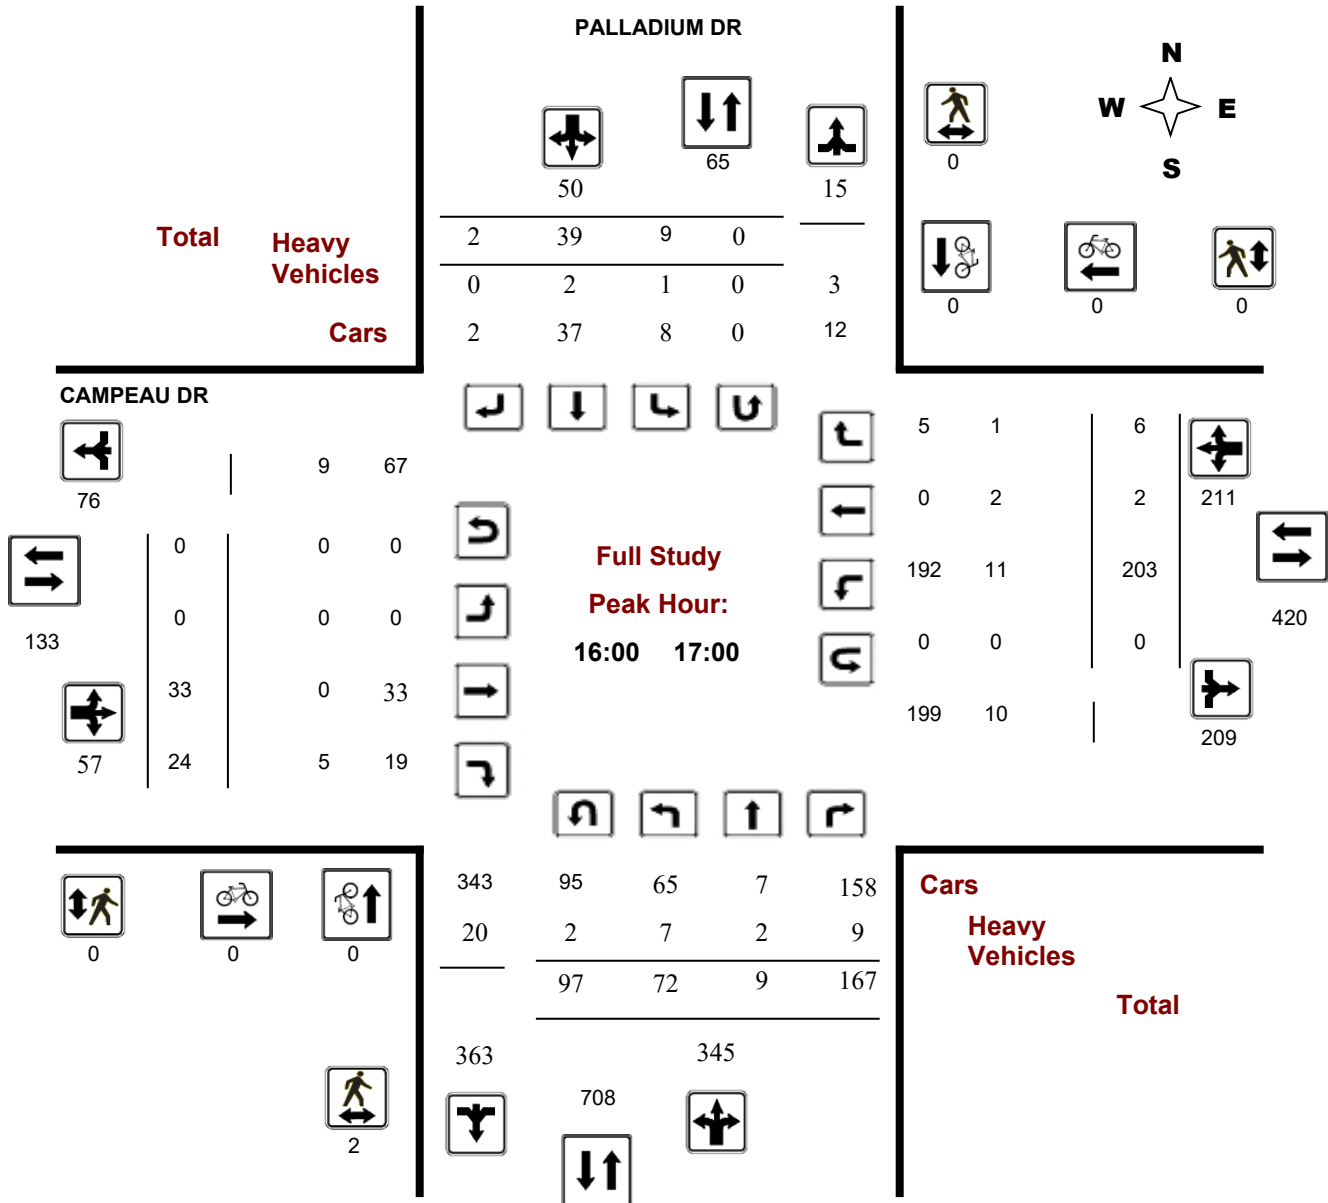 PALLADIUM DR
N
W E
S
65
0
50 15
Total Heavy
Vehicles
2 39 9 0
0 2 1 0 3
0 0 0
Cars 2 37 8 0 12
CAMPEAU DR
5 1 6
9 67
76
0 2 2 211
0 0 0
Full Study
192 11 203
Peak Hour:
0 0 0
133
420
16:00 17:00
0 0 0
33 0 33
199 10
209
57 24 5 19
343 95 65 7 158
Cars
20 2 7 2 9
Heavy
Vehicles
0 0 0
97 72 9 167
Total
363 345
708
2